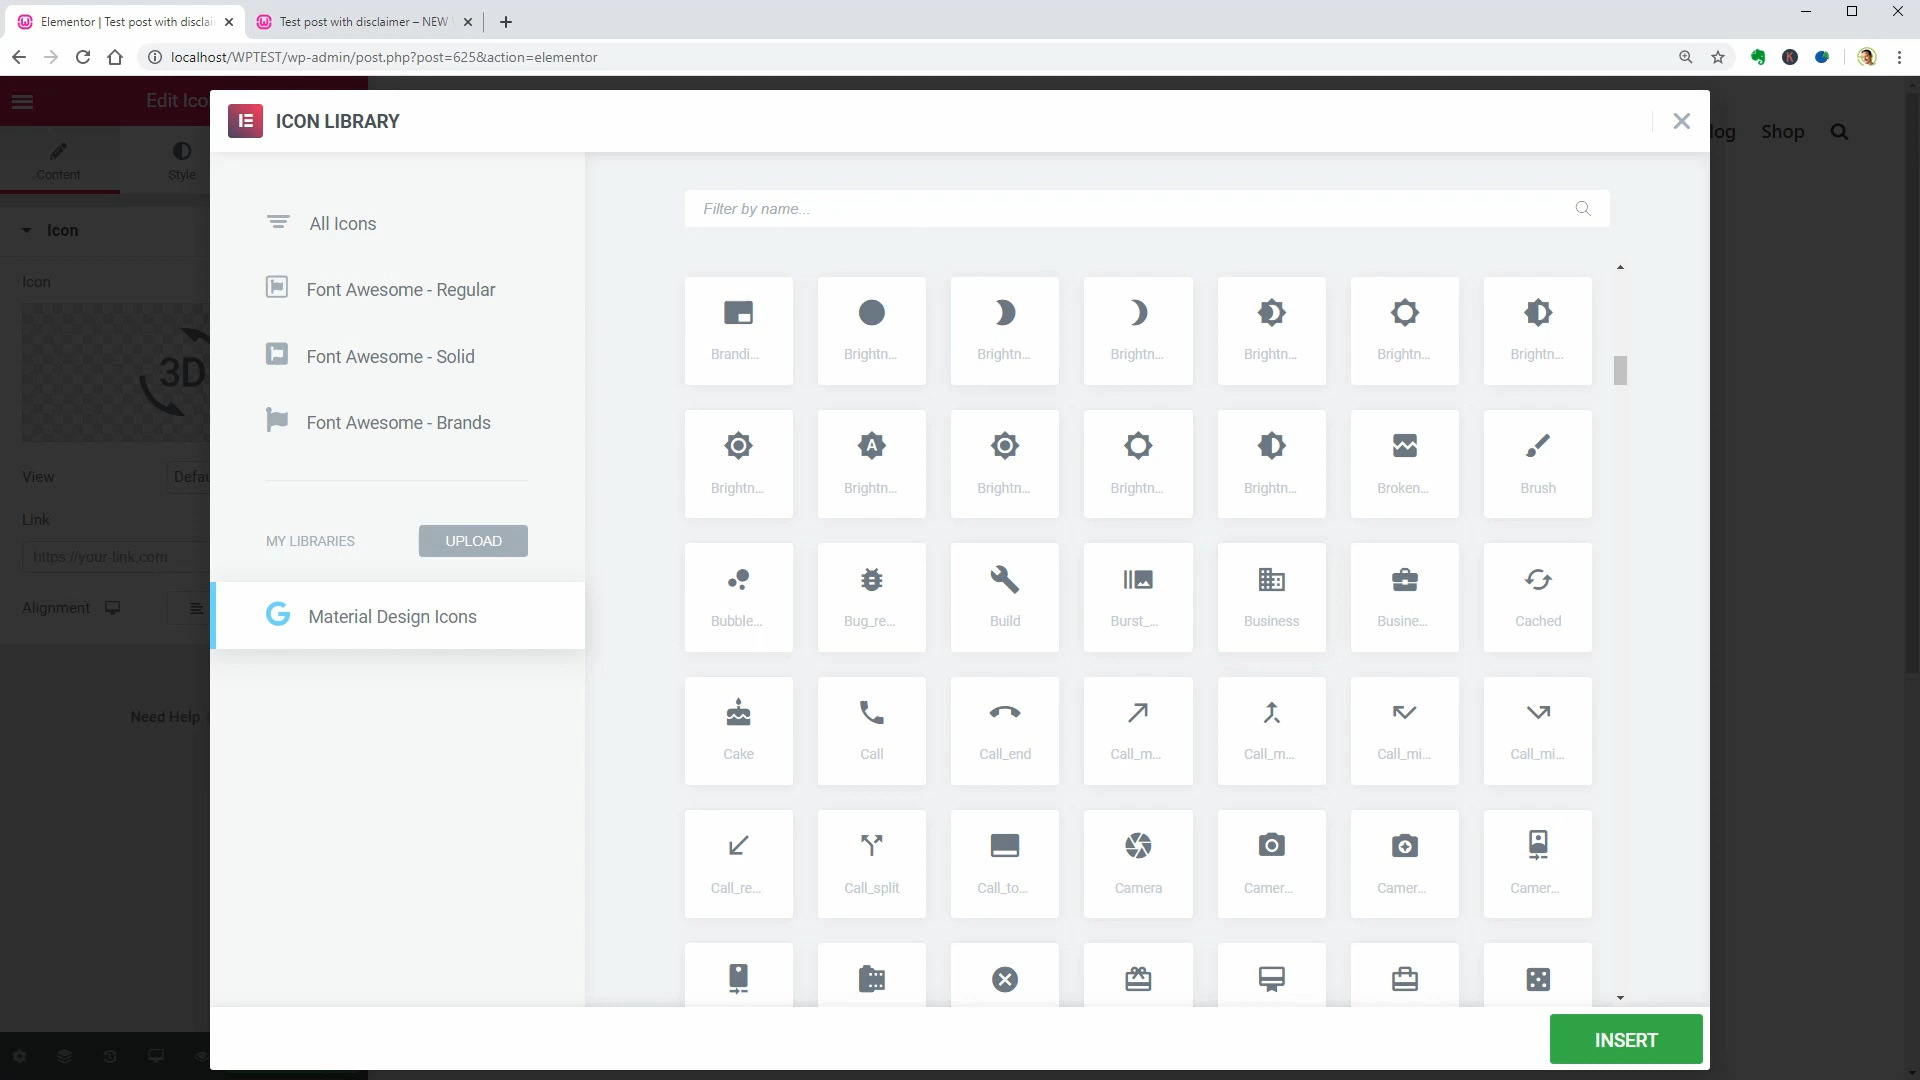 Elementor | Test post with disclai
Test post with disclaimer – NEW
localhost/WPTEST/wp-admin/post.php?post=625&action=elementor
Edit Ico
ICON LIBRARY
log
Shop
Content
Style
Filter by name...
All Icons
Icon
Icon
Font Awesome - Regular
Brandi...
Brightn...
Brightn...
Brightn...
Brightn...
Brightn...
Brightn...
3D
Font Awesome - Solid
Font Awesome - Brands
View
Defau
Brightn...
Brightn...
Brightn...
Brightn...
Brightn...
Broken...
Brush
A
Link
https://your-link.com
MY LIBRARIES
UPLOAD
Alignment
Material Design Icons
Bubble...
Bug_re...
Build
Burst_...
Business
Busine...
Cached
Need Help
Cake
Call
Call_end
Call_m...
Call_m...
Call_mi...
Call_mi...
Call_re...
Call_split
Call_to...
Camera
Camer...
Camer...
Camer...
INSERT